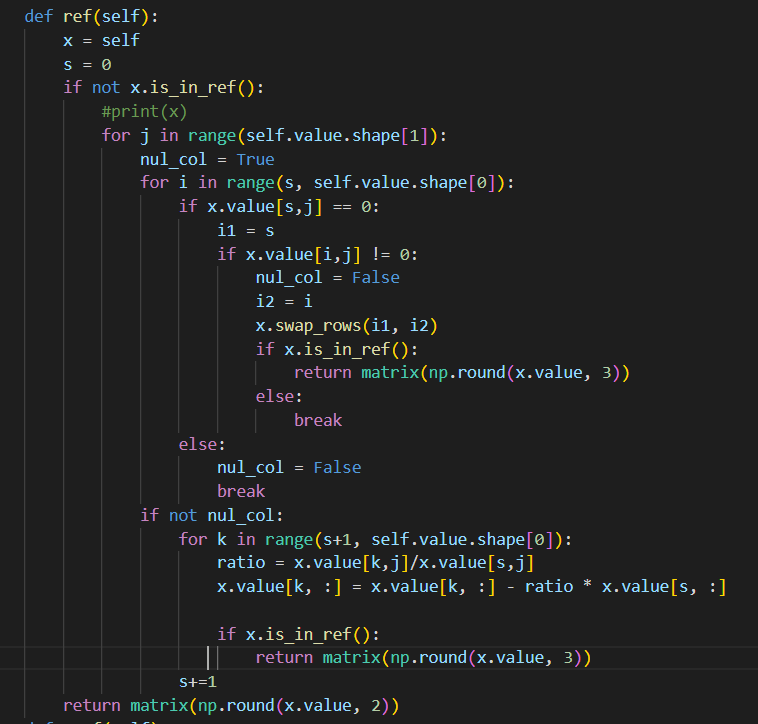 def ref(self):
    x = self
    s = 0
    if not x.is_in_ref():
        #print(x)
        for j in range(self.value.shape[1]):
            nul_col = True
            for i in range(s, self.value.shape[0]):
                if x.value[s,j] == 0:
                    i1 = s
                    if x.value[i,j] != 0:
                        nul_col = False
                        i2 = i
                        x.swap_rows(i1, i2)
                        if x.is_in_ref():
                            return matrix(np.round(x.value, 3))
                        else:
                            break
                else:
                    nul_col = False
                    break
            if not nul_col:
                for k in range(s+1, self.value.shape[0]):
                    ratio = x.value[k,j]/x.value[s,j]
                    x.value[k, :] = x.value[k, :] - ratio * x.value[s, :]

                    if x.is_in_ref():
                        return matrix(np.round(x.value, 3))
                s+=1
    return matrix(np.round(x.value, 2))